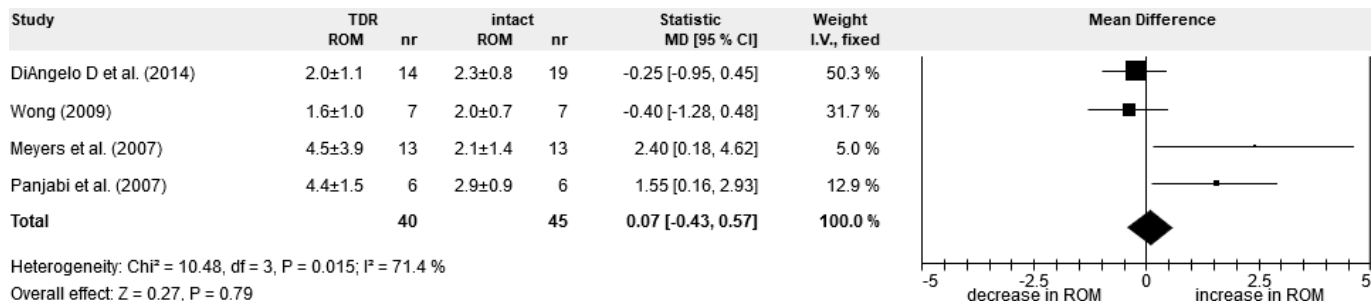 Study TDR intact Statistic Weight Mean Difference
ROM nr ROM nr MD [95 % CI] I.V., fixed
DiAngelo D et al. (2014) 2.0±1.1 14 2.3±0.8 19 -0.25 [-0.95, 0.45] 50.3 %
Wong (2009) 1.6±1.0 7 2.0±0.7 7 -0.40 [-1.28, 0.48] 31.7 %
Meyers et al. (2007) 4.5±3.9 13 2.1±1.4 13 2.40 [0.18, 4.62] 5.0 %
Panjabi et al. (2007) 4.4±1.5 6 2.9±0.9 6 1.55 [0.16, 2.93] 12.9 %
Total 40 45 0.07 [-0.43, 0.57] 100.0 %
Heterogeneity: Chi² = 10.48, df = 3, P = 0.015; I² = 71.4 %
Overall effect: Z = 0.27, P = 0.79
-5 -2.5 0 2.5 5
decrease in ROM increase in ROM